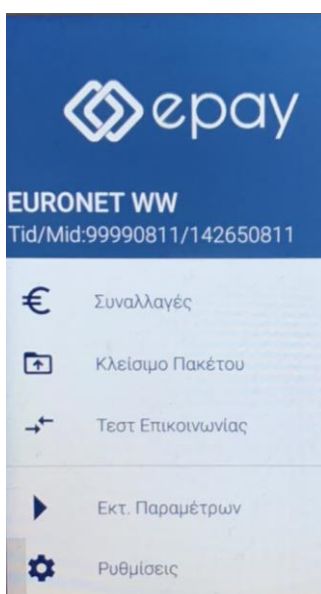 epay
EURONET WW
Tid/Mid:99990811/142650811
€
Συναλλαγές
Κλείσιμο Πακέτου
Τεστ Επικοινωνίας
Εκτ. Παραμέτρων
Ρυθμίσεις